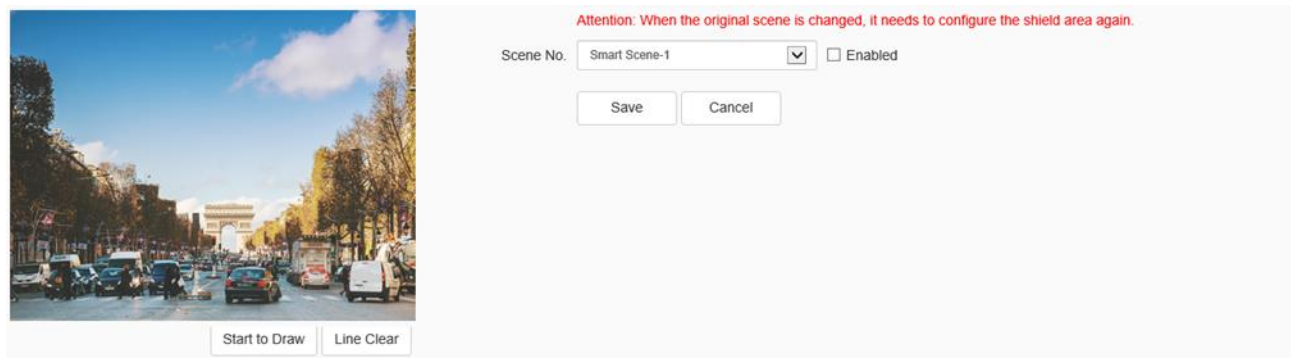 Attention: When the original scene is changed, it needs to configure the shield area again.
Scene No. Smart Scene-1 Enabled
Save Cancel
Start to Draw Line Clear